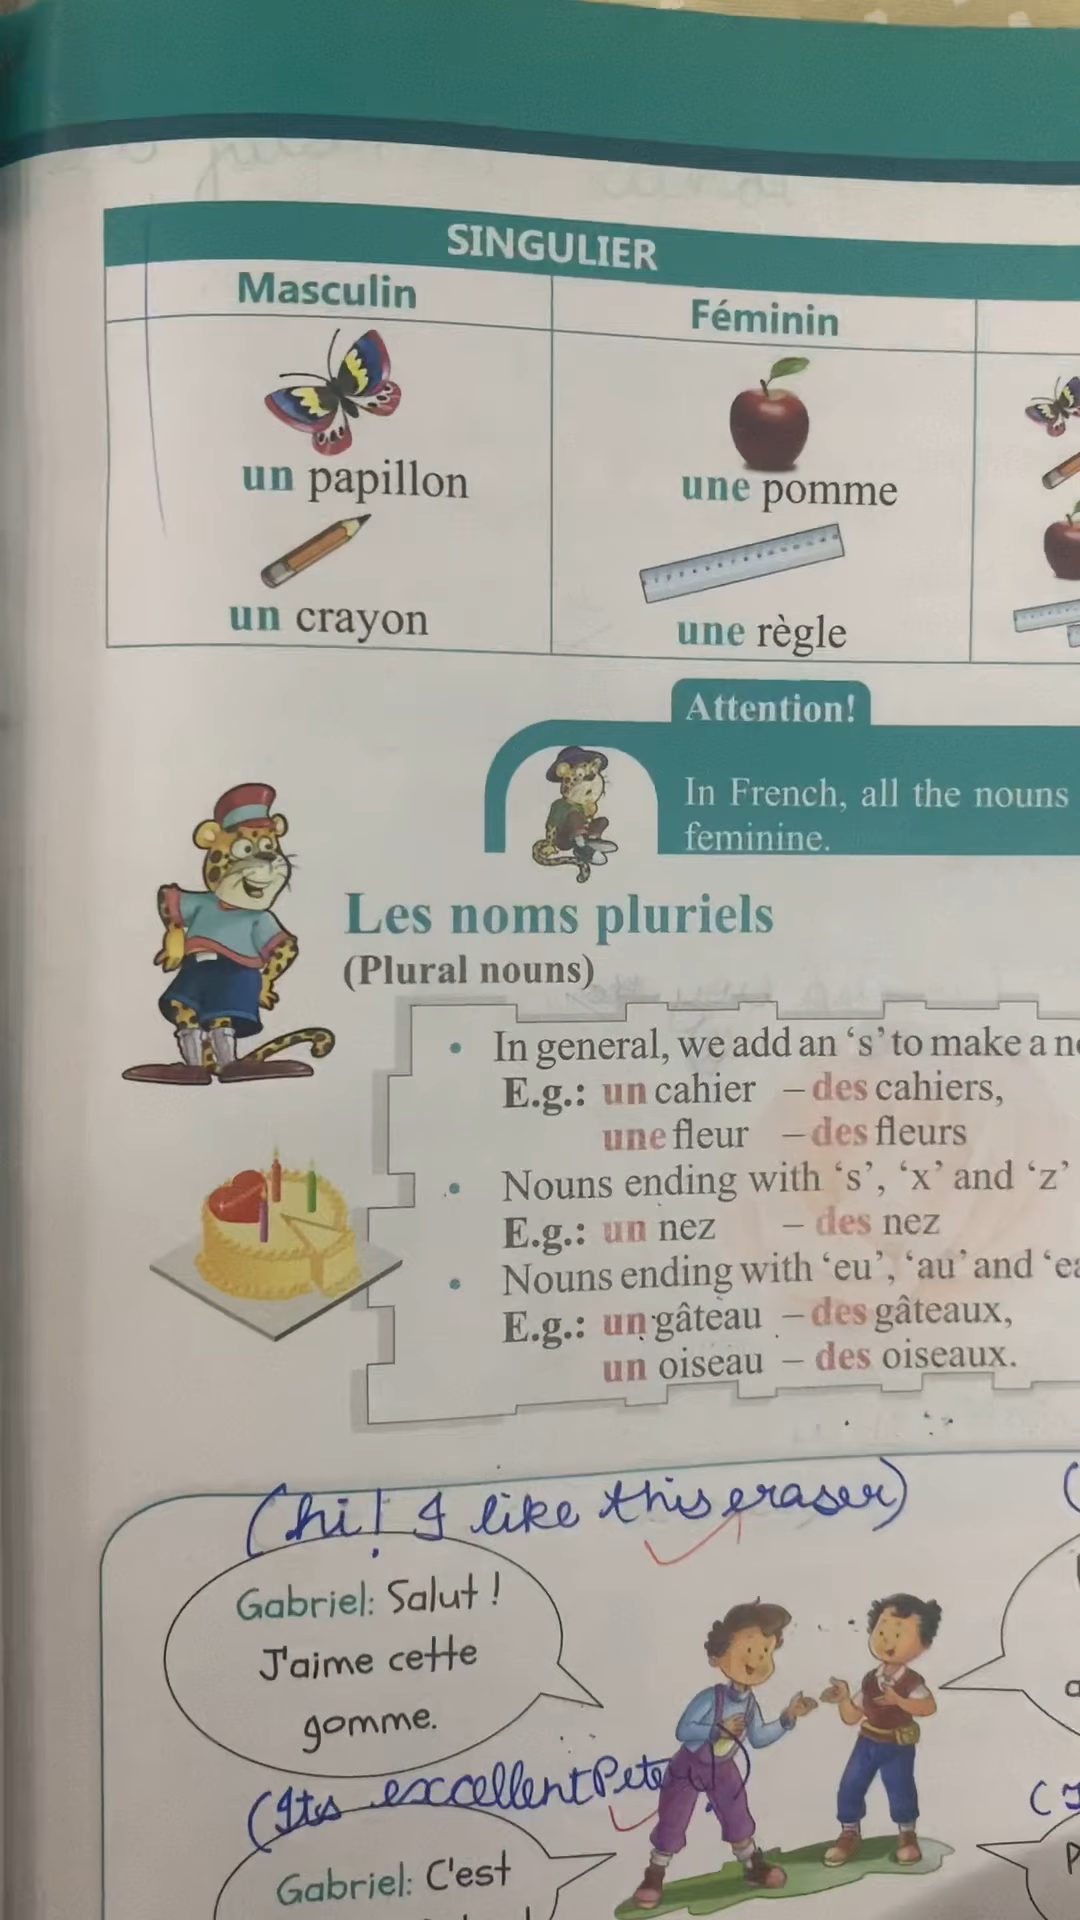 SINGULIER
Masculin
Féminin
un papillon
une pomme
un crayon
une règle
Attention!
In French, all the nouns
feminine.
Les noms pluriels
(Plural nouns)
• In general, we add an ‘s’ to make a
E.g.: un cahier – des cahiers,
une fleur – des fleurs
• Nouns ending with ‘s’, ‘x’ and ‘z’
E.g.: un nez – des nez
• Nouns ending with ‘eu’, ‘au’ and
E.g.: un gâteau – des gâteaux,
un oiseau – des oiseaux.
(hi! I like this eraser)
Gabriel: Salut !
J'aime cette
gomme.
(Its excellent
Gabriel: C'est